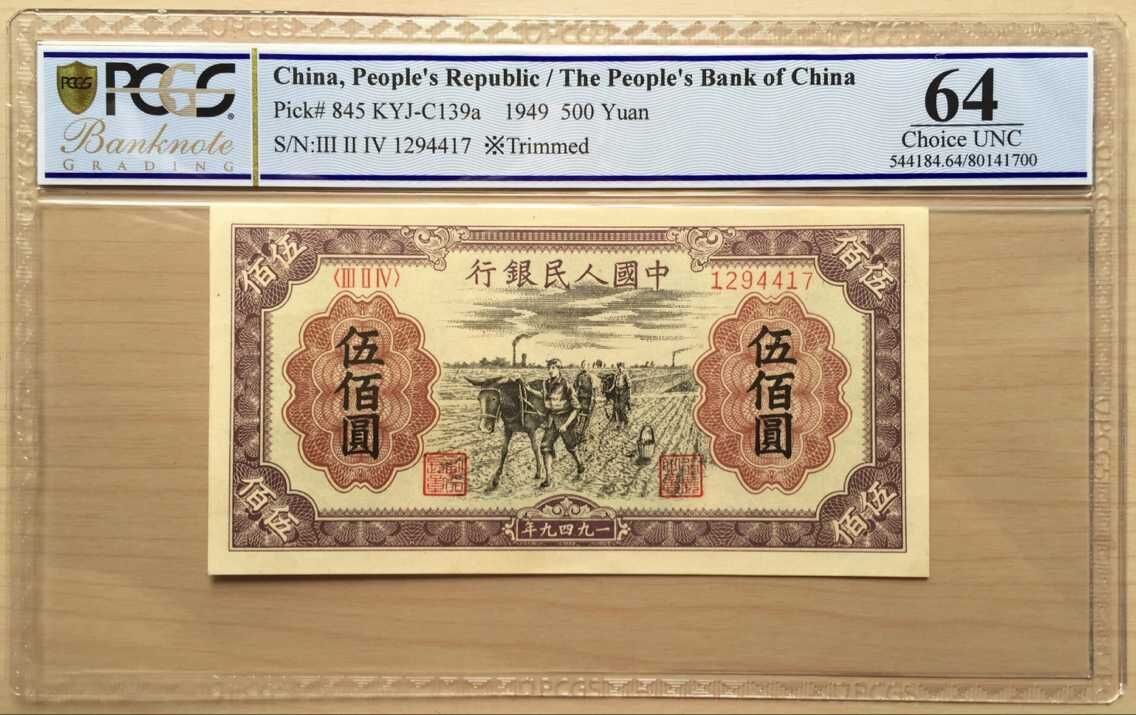 PCGS
PCGS
Banknote
GRADING
China, People's Republic / The People's Bank of China
Pick# 845 KYJ-C139a 1949 500 Yuan
S/N:III II IV 1294417 ※Trimmed
64
Choice UNC
544184.64/80141700
伍佰
伍佰
行銀民人國中
〈III II IV〉
1294417
伍佰圓
伍佰圓
年九四九一
伍佰
伍佰